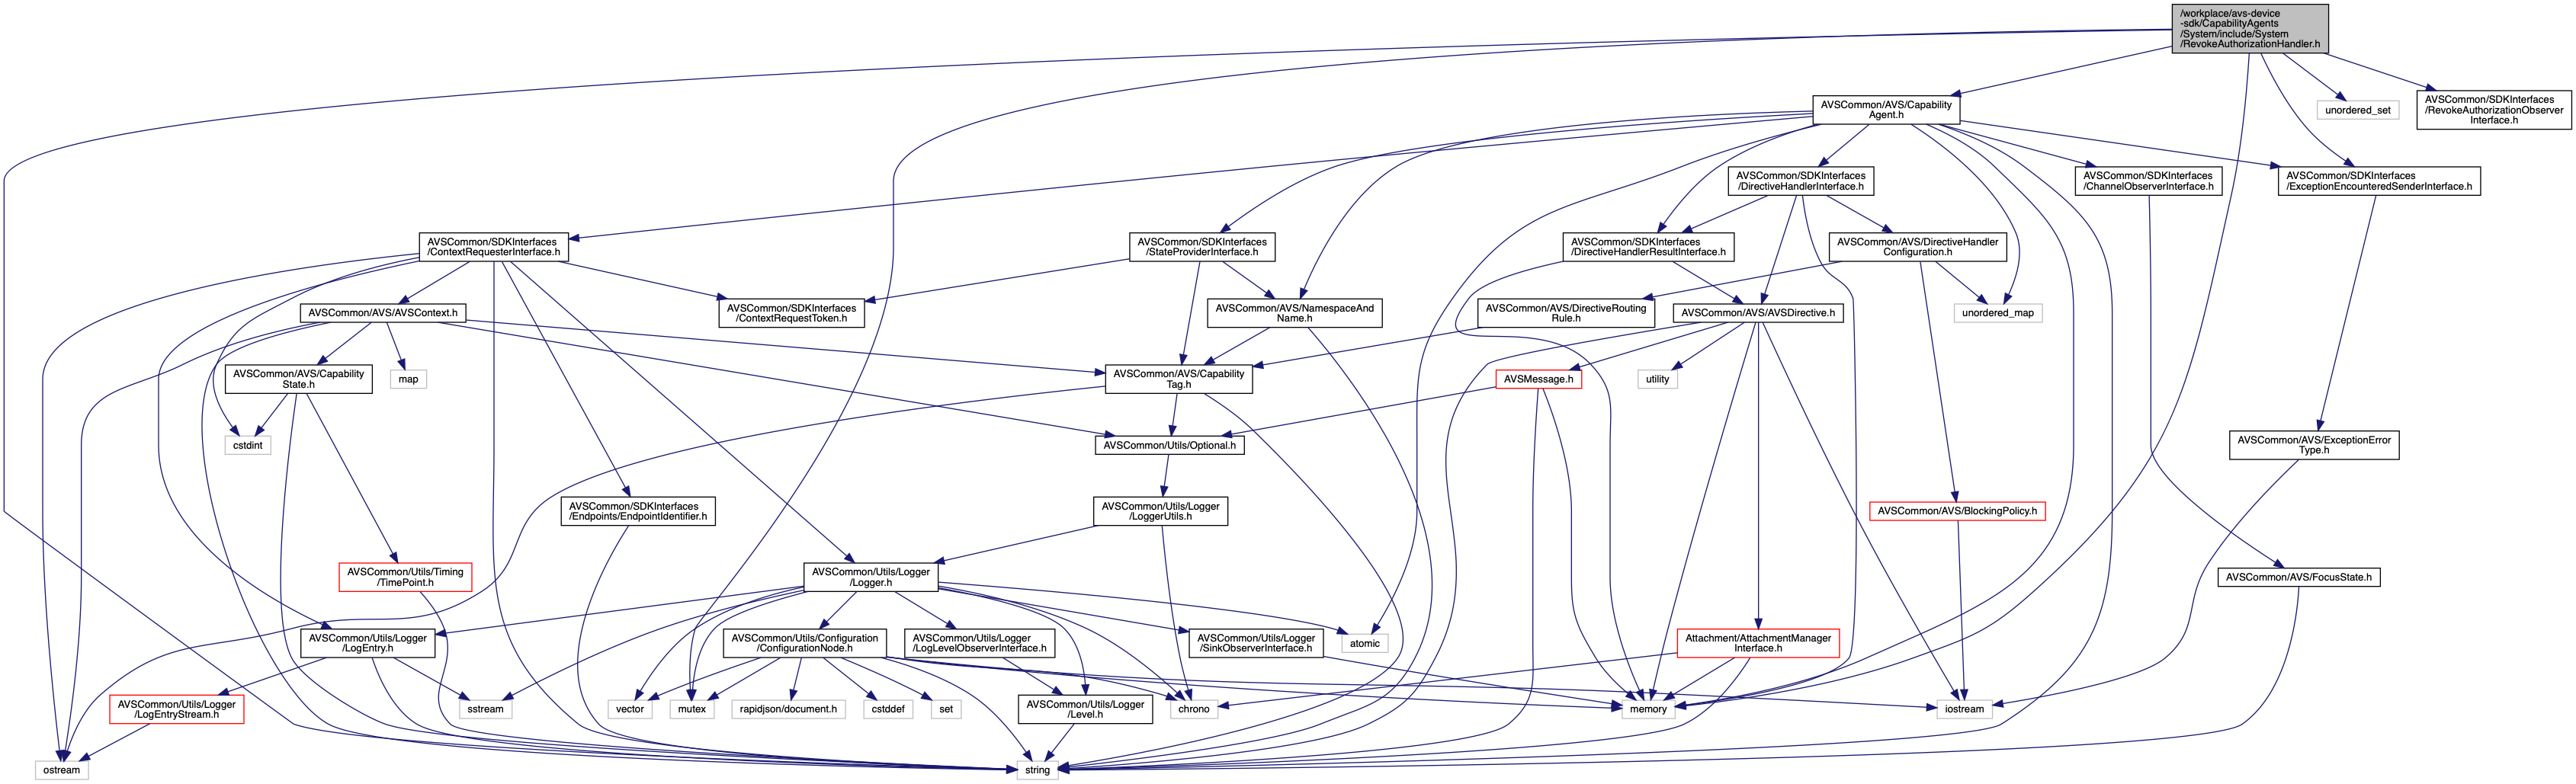 /workplace/avs-device
-sdk/CapabilityAgents
/System/include/System
/RevokeAuthorizationHandler.h
AVSCommon/AVS/Capability
Agent.h
unordered_set
AVSCommon/SDKInterfaces
/RevokeAuthorizationObserver
Interface.h
AVSCommon/SDKInterfaces
/DirectiveHandlerInterface.h
AVSCommon/SDKInterfaces
/ChannelObserverInterface.h
AVSCommon/SDKInterfaces
/ExceptionEncounteredSenderInterface.h
AVSCommon/SDKInterfaces
/ContextRequesterInterface.h
AVSCommon/SDKInterfaces
/StateProviderInterface.h
AVSCommon/SDKInterfaces
/DirectiveHandlerResultInterface.h
AVSCommon/AVS/DirectiveHandler
Configuration.h
AVSCommon/AVS/AVSContext.h
AVSCommon/SDKInterfaces
/ContextRequestToken.h
AVSCommon/AVS/NamespaceAnd
Name.h
AVSCommon/AVS/DirectiveRouting
Rule.h
AVSCommon/AVS/AVSDirective.h
unordered_map
AVSCommon/AVS/Capability
State.h
map
AVSCommon/AVS/Capability
Tag.h
AVSMessage.h
utility
cstdint
AVSCommon/Utils/Optional.h
AVSCommon/AVS/ExceptionError
Type.h
AVSCommon/SDKInterfaces
/Endpoints/EndpointIdentifier.h
AVSCommon/Utils/Logger
/LoggerUtils.h
AVSCommon/AVS/BlockingPolicy.h
AVSCommon/Utils/Timing
/TimePoint.h
AVSCommon/Utils/Logger
/Logger.h
AVSCommon/AVS/FocusState.h
AVSCommon/Utils/Logger
/LogEntry.h
AVSCommon/Utils/Configuration
/ConfigurationNode.h
AVSCommon/Utils/Logger
/LogLevelObserverInterface.h
AVSCommon/Utils/Logger
/SinkObserverInterface.h
atomic
Attachment/AttachmentManager
Interface.h
AVSCommon/Utils/Logger
/LogEntryStream.h
sstream
vector
mutex
rapidjson/document.h
cstddef
set
AVSCommon/Utils/Logger
/Level.h
chrono
memory
iostream
ostream
string